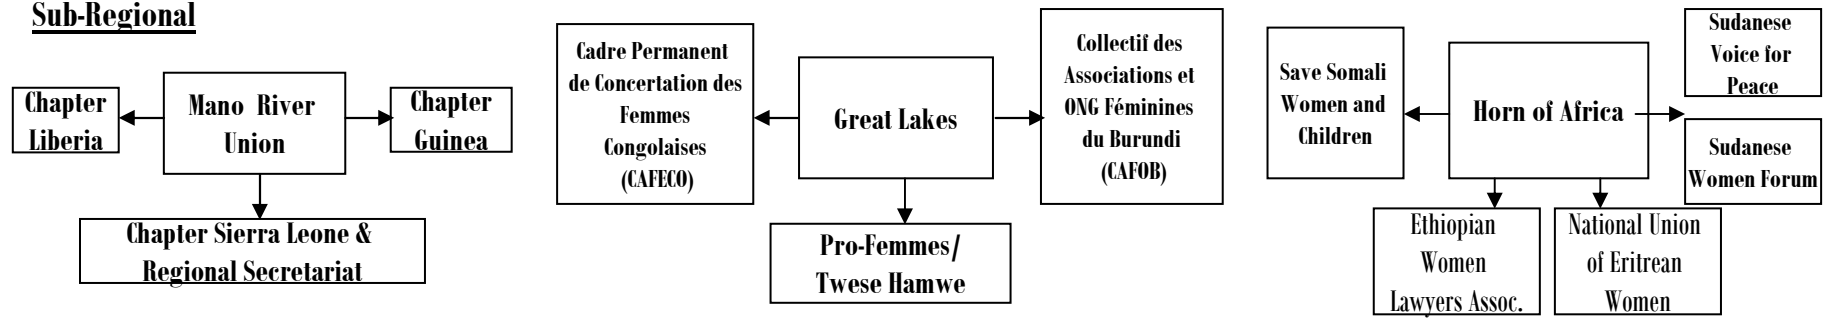 Sub-Regional
Chapter
Liberia
Mano River
Union
Chapter
Guinea
Chapter Sierra Leone &
Regional Secretariat
Cadre Permanent
de Concertation des
Femmes
Congolaises
(CAFECO)
Great Lakes
Collectif des
Associations et
ONG Féminines
du Burundi
(CAFOB)
Pro-Femmes/
Twese Hamwe
Save Somali
Women and
Children
Horn of Africa
Sudanese
Voice for
Peace
Sudanese
Women Forum
Ethiopian
Women
Lawyers Assoc.
National Union
of Eritrean
Women